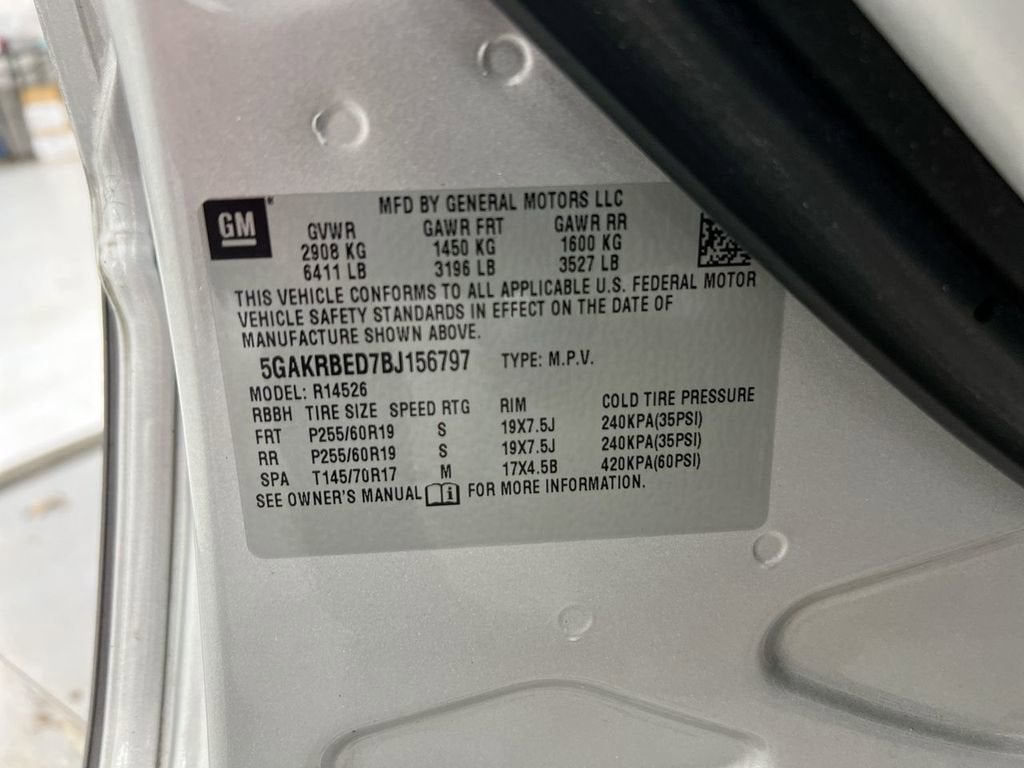 GM
MFD BY GENERAL MOTORS LLC
GVWR GAWR FRT GAWR RR
2908 KG 1450 KG 1600 KG
6411 LB 3196 LB 3527 LB
THIS VEHICLE CONFORMS TO ALL APPLICABLE U.S. FEDERAL MOTOR
VEHICLE SAFETY STANDARDS IN EFFECT ON THE DATE OF
MANUFACTURE SHOWN ABOVE.
5GAKRBED7BJ156797 TYPE: M.P.V.
MODEL: R14526
RBBH TIRE SIZE SPEED RTG RIM COLD TIRE PRESSURE
FRT P255/60R19 S 19X7.5J 240KPA(35PSI)
RR P255/60R19 S 19X7.5J 240KPA(35PSI)
SPA T145/70R17 M 17X4.5B 420KPA(60PSI)
SEE OWNER'S MANUAL i FOR MORE INFORMATION.